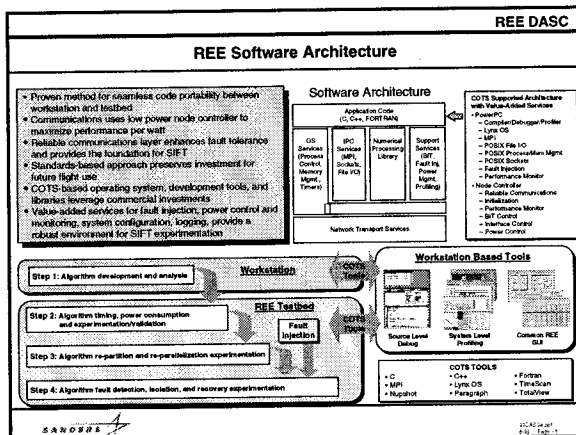 REE DASC
REE Software Architecture
• Proven method for seamless code portability between
workstation and testbed
• Communications uses low power node controller to
maximize performance per watt
• Reliable communications layer enhances fault tolerance
and provides the foundation for SIFT
• Standards-based approach preserves investment for
future flight use
• COTS-based operating system, development tools, and
libraries leverage commercial investments
• Value-added services for fault injection, power control and
monitoring, system configuration, logging, provide a
robust environment for SIFT experimentation
Software Architecture
Application Code
(C, C++, FORTRAN)
OS
Services
(Process
Control,
Memory
Mgmt,
Timers)
IPC
Services
(MPI,
Sockets,
File I/O)
Numerical
Processing
Library
Support
Services
(BIT,
Fault Inj,
Power
Mgmt,
Profiling)
Network Transport Services
COTS Supported Architecture
with Value-Added Services
• PowerPC
– Compiler/Debugger/Profiler
– Lynx OS
– MPI
– POSIX File I/O
– POSIX Process/Mem Mgmt
– POSIX Sockets
– Fault Injection
– Performance Monitor
• Node Controller
– Reliable Communications
– Initialization
– Performance Monitor
– BIT Control
– Interface Control
– Power Control
Step 1: Algorithm development and analysis
Workstation
COTS
Tools
Workstation Based Tools
Source Level
Debug
System Level
Profiling
Common REE
GUI
REE Testbed
Step 2: Algorithm timing, power consumption
and experimentation/validation
Fault
Injection
COTS
Tools
Step 3: Algorithm re-partition and re-parallelization experimentation
Step 4: Algorithm fault detection, isolation, and recovery experimentation
COTS TOOLS
• C
• C++
• Fortran
• MPI
• Lynx OS
• TimeScan
• Nupshot
• Paragraph
• TotalView
SANDERS